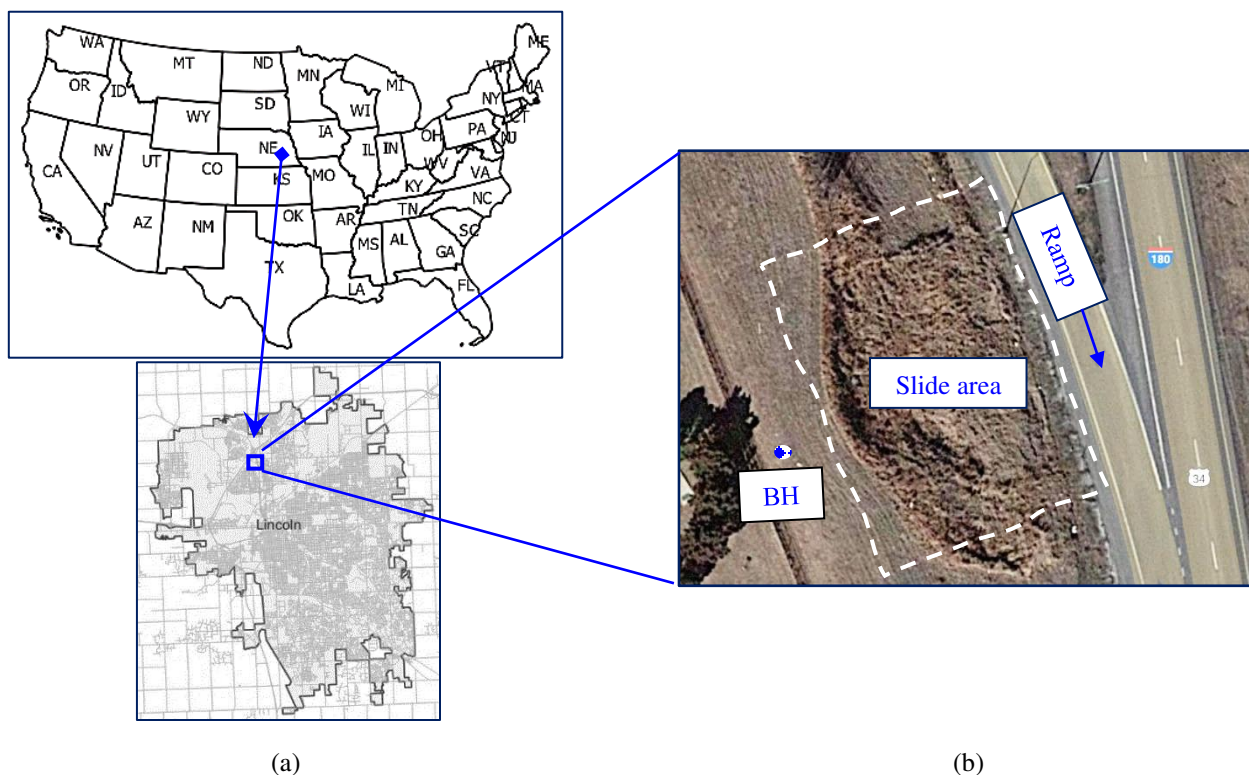 WA
MT
ND
MN
ME
VT
OR
ID
SD
WI
MI
NY
MA
CT
WY
IA
PA
NJ
NE
OH
NV
UT
CO
IL
IN
WV
CA
KS
MO
VA
KY
NC
AZ
NM
OK
AR
TN
SC
MS
AL
GA
TX
LA
FL
Lincoln
Ramp
180
Slide area
34
BH
(a)
(b)